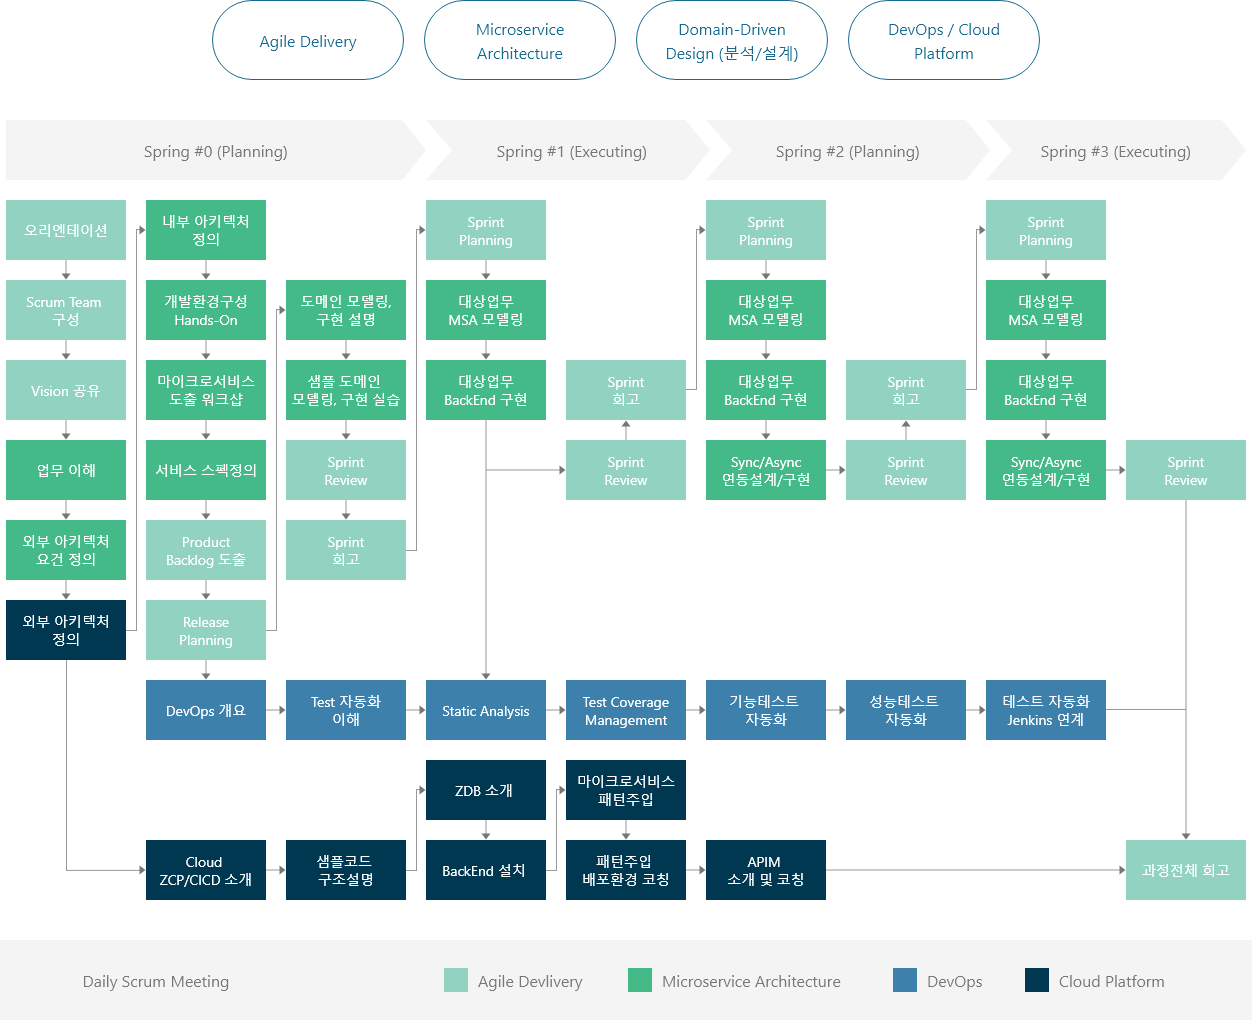 Agile Delivery
Microservice
Architecture
Domain-Driven
Design (분석/설계)
DevOps / Cloud
Platform
Spring #0 (Planning)
Spring #1 (Executing)
Spring #2 (Planning)
Spring #3 (Executing)
오리엔테이션
Scrum Team
구성
Vision 공유
업무 이해
외부 아키텍처
요건 정의
외부 아키텍처
정의
내부 아키텍처
정의
개발환경구성
Hands-On
마이크로서비스
도출 워크샵
서비스 스펙정의
Product
Backlog 도출
Release
Planning
도메인 모델링,
구현 설명
샘플 도메인
모델링, 구현 실습
Sprint
Review
Sprint
회고
Sprint
Planning
대상업무
MSA 모델링
대상업무
BackEnd 구현
Sprint
회고
Sprint
Review
Sprint
Planning
대상업무
MSA 모델링
대상업무
BackEnd 구현
Sync/Async
연동설계/구현
Sprint
회고
Sprint
Review
Sprint
Planning
대상업무
MSA 모델링
대상업무
BackEnd 구현
Sync/Async
연동설계/구현
Sprint
Review
DevOps 개요
Test 자동화
이해
Static Analysis
Test Coverage
Management
기능테스트
자동화
성능테스트
자동화
테스트 자동화
Jenkins 연계
Cloud
ZCP/CICD 소개
샘플코드
구조설명
ZDB 소개
BackEnd 설치
마이크로서비스
패턴주입
패턴주입
배포환경 코칭
APIM
소개 및 코칭
과정전체 회고
Daily Scrum Meeting
Agile Devlivery
Microservice Architecture
DevOps
Cloud Platform